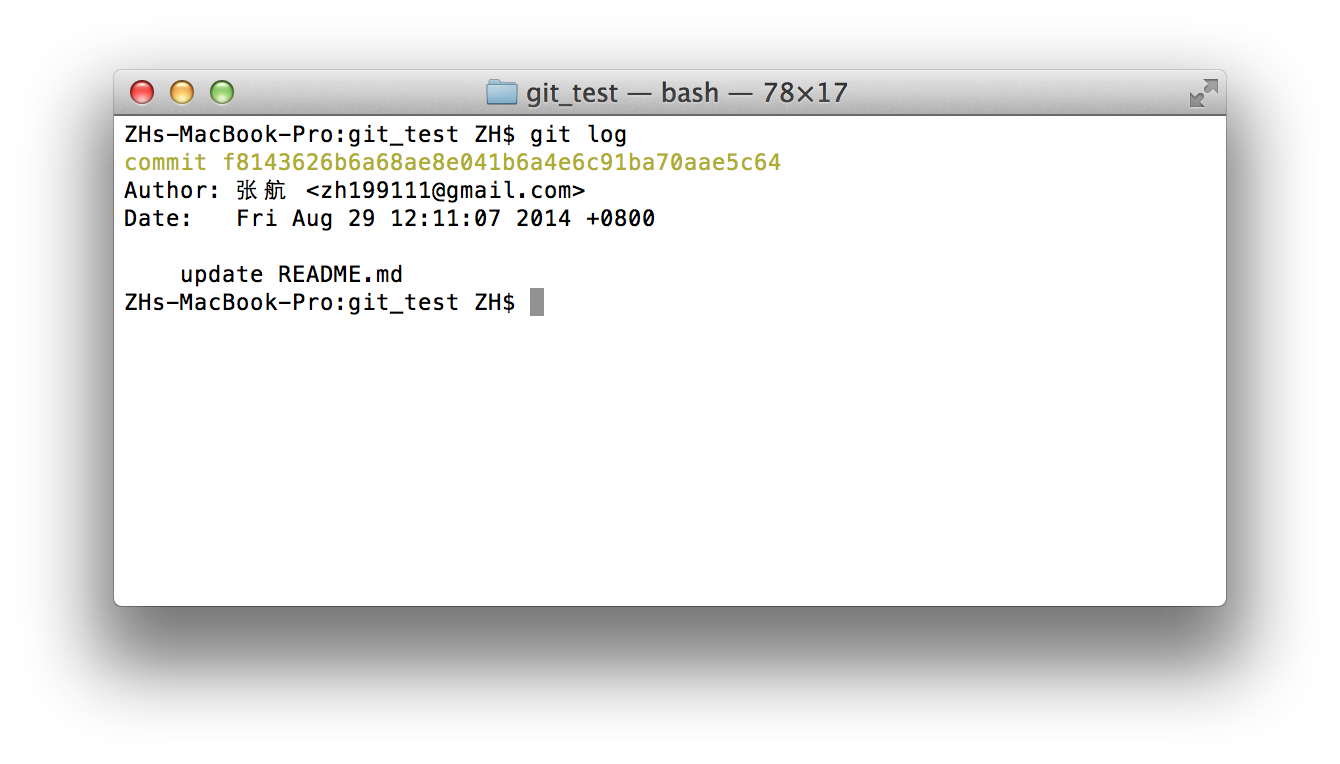 git_test — bash — 78×17
ZHs-MacBook-Pro:git_test ZH$ git log
commit f8143626b6a68ae8e041b6a4e6c91ba70aae5c64
Author: 张航 <zh199111@gmail.com>
Date:   Fri Aug 29 12:11:07 2014 +0800
    update README.md
ZHs-MacBook-Pro:git_test ZH$